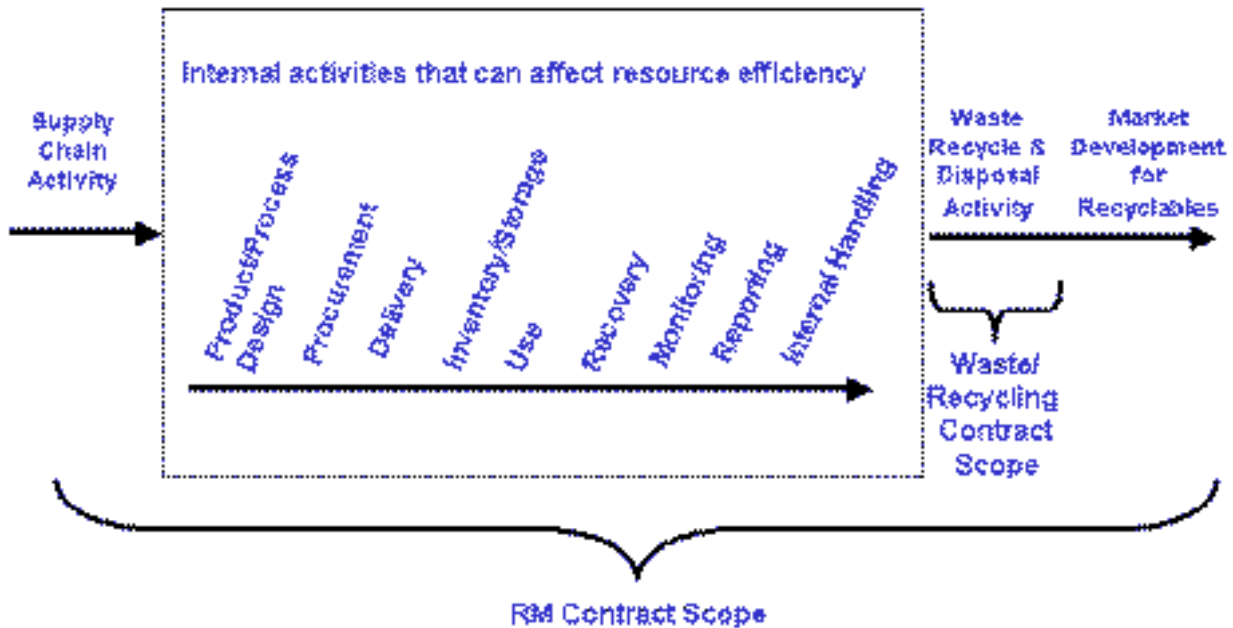 Internal activities that can affect resource efficiency
Supply
Chain
Activity
Product/Process
Design
Procurement
Delivery
Inventory/Storage
Use
Recovery
Monitoring
Reporting
Internal Handling
Waste
Recycle &
Disposal
Activity
Market
Development
for
Recyclables
Waste/
Recycling
Contract
Scope
RM Contract Scope